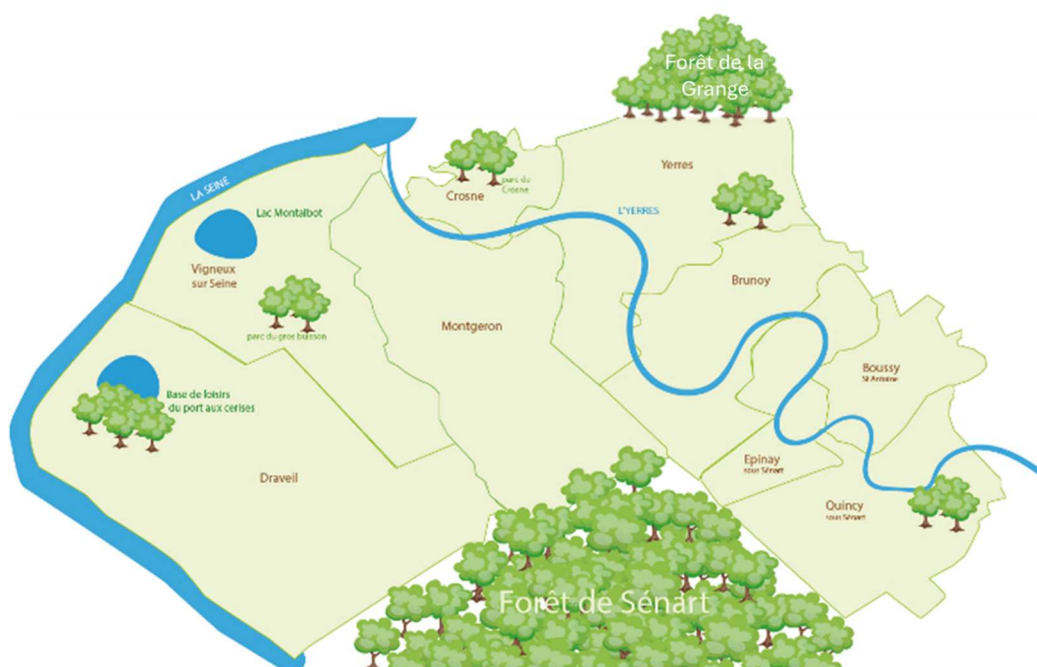 Forêt de la
Grange
Yerres
parc du
Crosne
Crosne
LA SEINE
L'YERRES
Lac Montalbot
Vigneux
sur Seine
Brunoy
Montgeron
parc du gros buisson
Boussy
St Antoine
Base de loisirs
du port aux cerises
Epinay
sous Sénart
Draveil
Quincy
sous Sénart
Forêt de Sénart